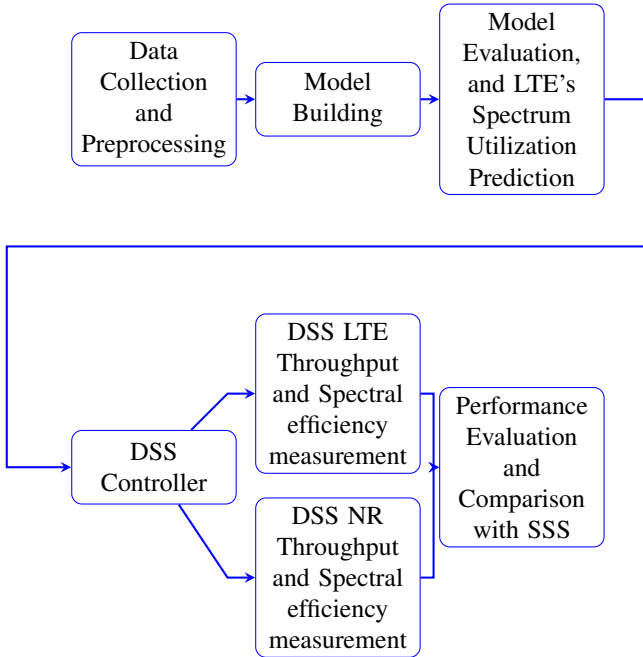 Data
Collection
and
Preprocessing
Model
Building
Model
Evaluation,
and LTE's
Spectrum
Utilization
Prediction
DSS
Controller
DSS LTE
Throughput
and Spectral
efficiency
measurement
DSS NR
Throughput
and Spectral
efficiency
measurement
Performance
Evaluation
and
Comparison
with SSS